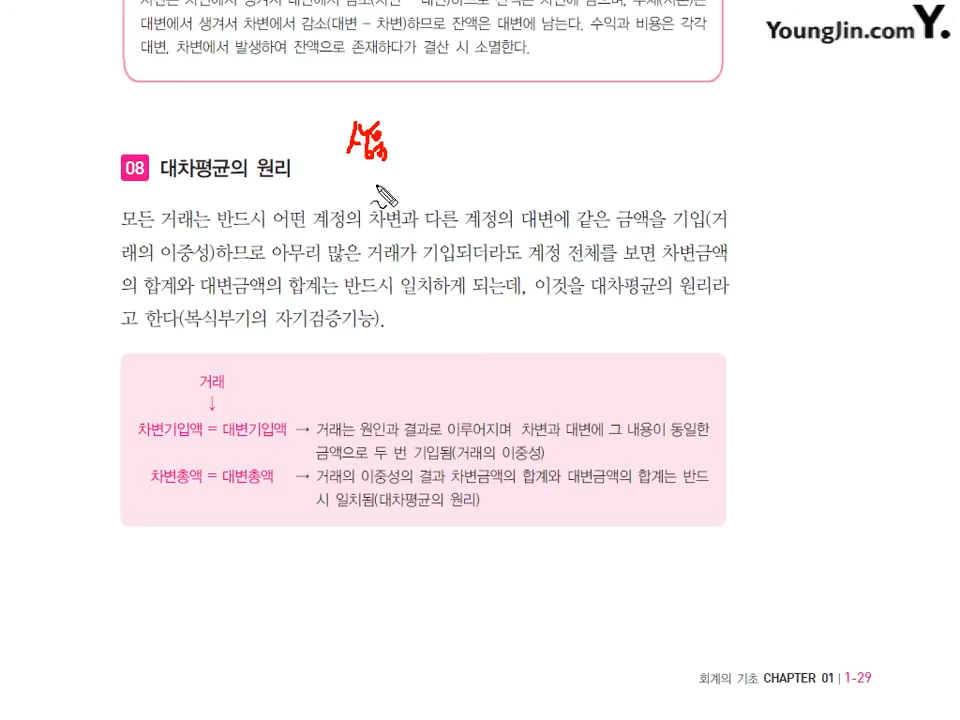 대변에서 생겨서 차변에서 감소(대변 – 차변)하므로 잔액은 대변에 남는다. 수익과 비용은 각각
대변, 차변에서 발생하여 잔액으로 존재하다가 결산 시 소멸한다.
YoungJin.com Y.
08 대차평균의 원리
모든 거래는 반드시 어떤 계정의 차변과 다른 계정의 대변에 같은 금액을 기입(거
래의 이중성)하므로 아무리 많은 거래가 기입되더라도 계정 전체를 보면 차변금액
의 합계와 대변금액의 합계는 반드시 일치하게 되는데, 이것을 대차평균의 원리라
고 한다(복식부기의 자기검증기능).
거래
↓
차변기입액 = 대변기입액 → 거래는 원인과 결과로 이루어지며 차변과 대변에 그 내용이 동일한
금액으로 두 번 기입됨(거래의 이중성)
차변총액 = 대변총액 → 거래의 이중성의 결과 차변금액의 합계와 대변금액의 합계는 반드
시 일치됨(대차평균의 원리)
회계의 기초 CHAPTER 01 | 1-29